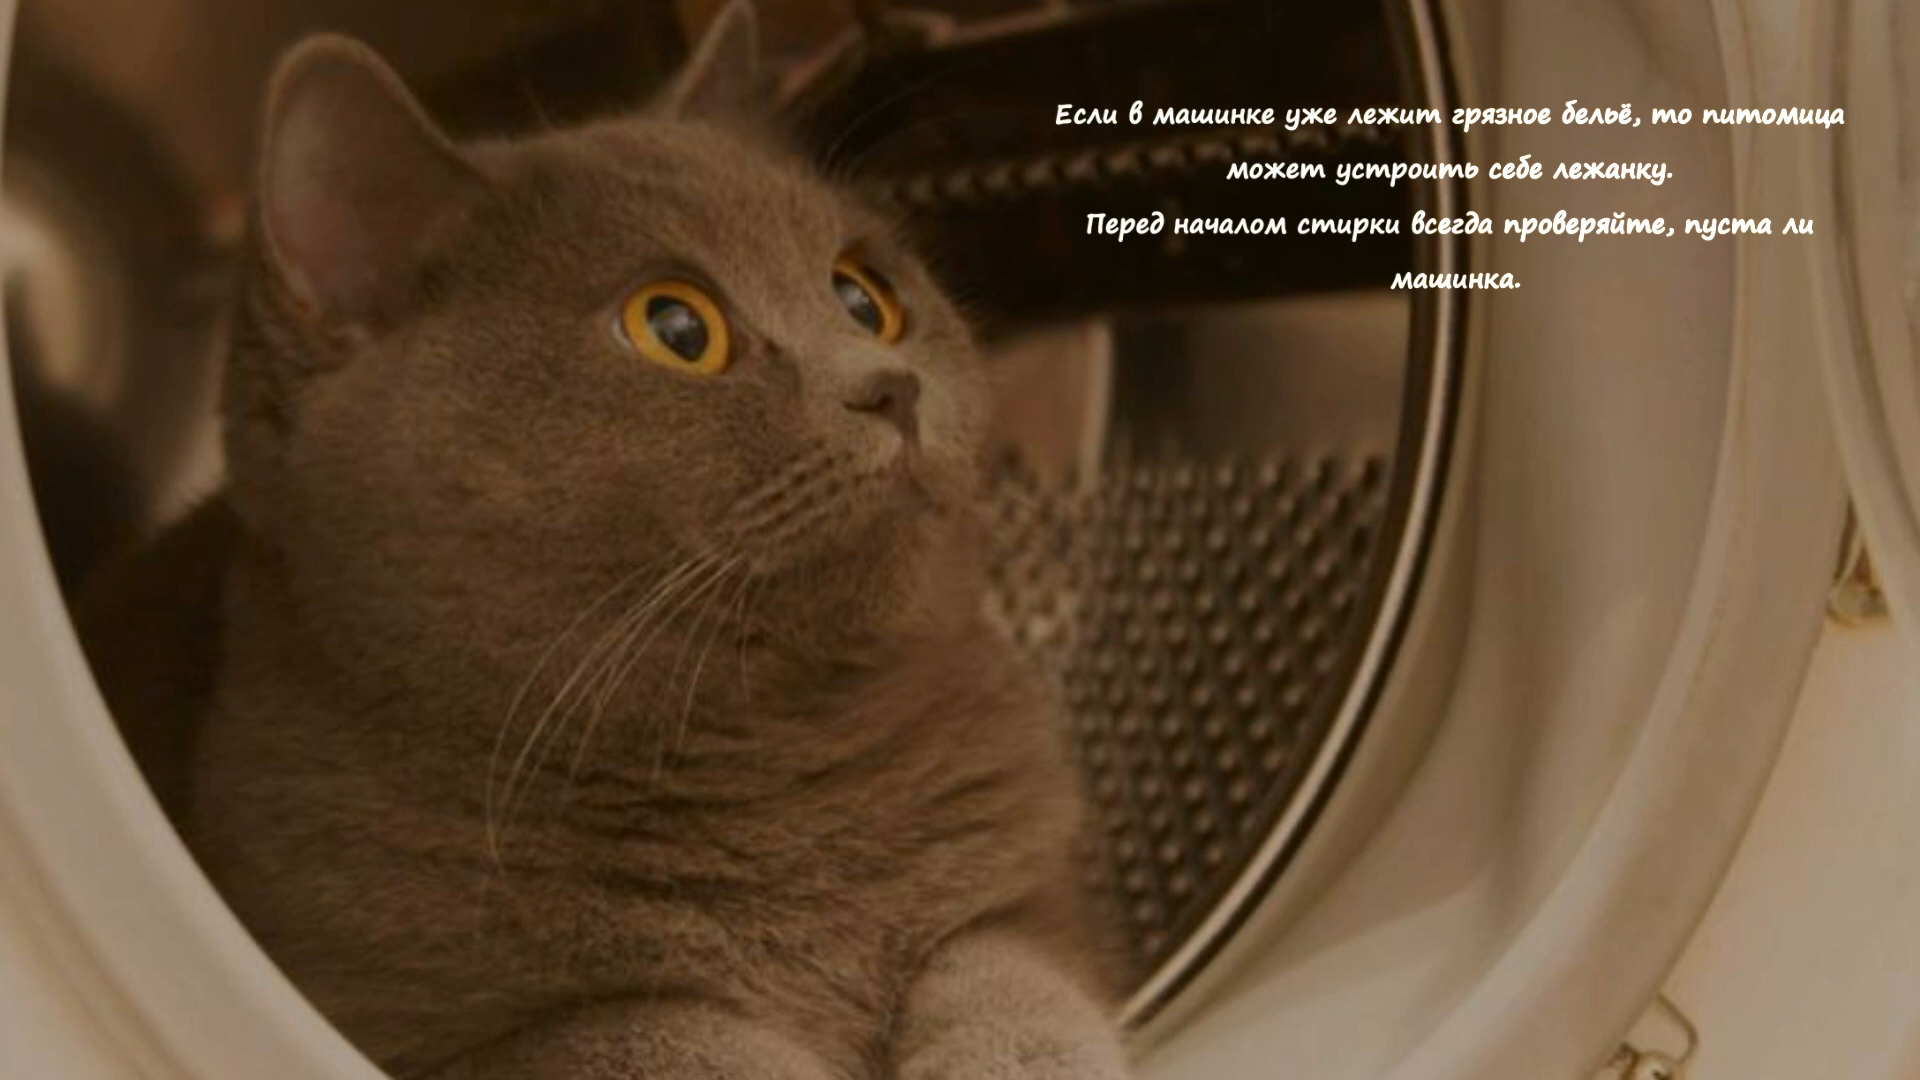 Если в машинке уже лежит грязное бельё, то питомица
может устроить себе лежанку.
Перед началом стирки всегда проверяйте, пуста ли
машинка.